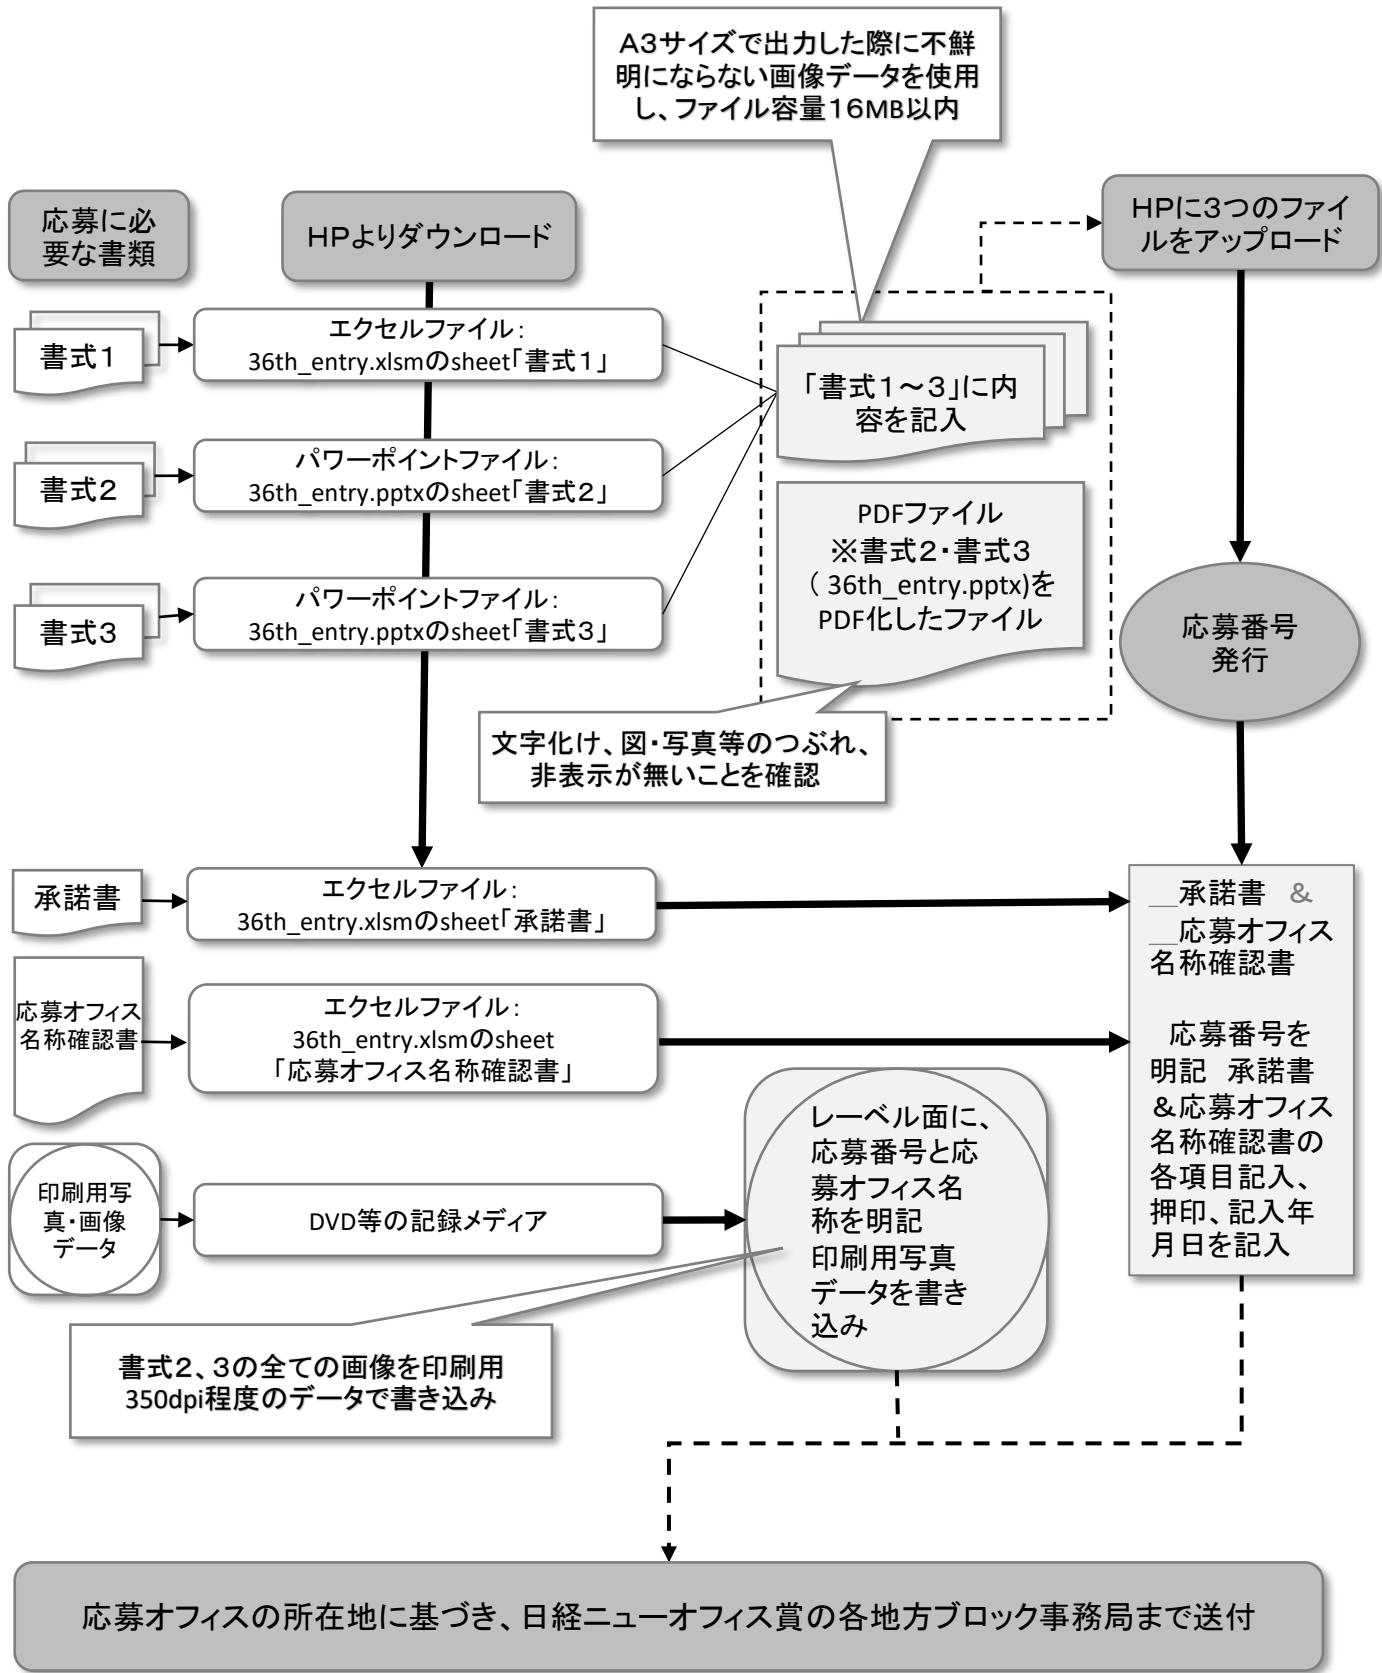 A3サイズで出力した際に不鮮
明にならない画像データを使用
し、ファイル容量16MB以内
応募に必
要な書類
HPよりダウンロード
HPに3つのファイ
ルをアップロード
書式1
エクセルファイル：
36th_entry.xlsmのsheet「書式1」
「書式1～3」に内
容を記入
書式2
パワーポイントファイル：
36th_entry.pptxのsheet「書式2」
PDFファイル
※書式2・書式3
（ 36th_entry.pptx)を
PDF化したファイル
書式3
パワーポイントファイル：
36th_entry.pptxのsheet「書式3」
応募番号
発行
文字化け、図・写真等のつぶれ、
非表示が無いことを確認
承諾書
エクセルファイル：
36th_entry.xlsmのsheet「承諾書」
__承諾書　＆
__応募オフィス
名称確認書
応募番号を
明記　承諾書
＆応募オフィス
名称確認書の
各項目記入、
押印、記入年
月日を記入
応募オフィス
名称確認書
エクセルファイル：
36th_entry.xlsmのsheet
「応募オフィス名称確認書」
印刷用写
真・画像
データ
DVD等の記録メディア
レーベル面に、
応募番号と応
募オフィス名
称を明記
印刷用写真
データを書き
込み
書式2、3の全ての画像を印刷用
350dpi程度のデータで書き込み
応募オフィスの所在地に基づき、日経ニューオフィス賞の各地方ブロック事務局まで送付